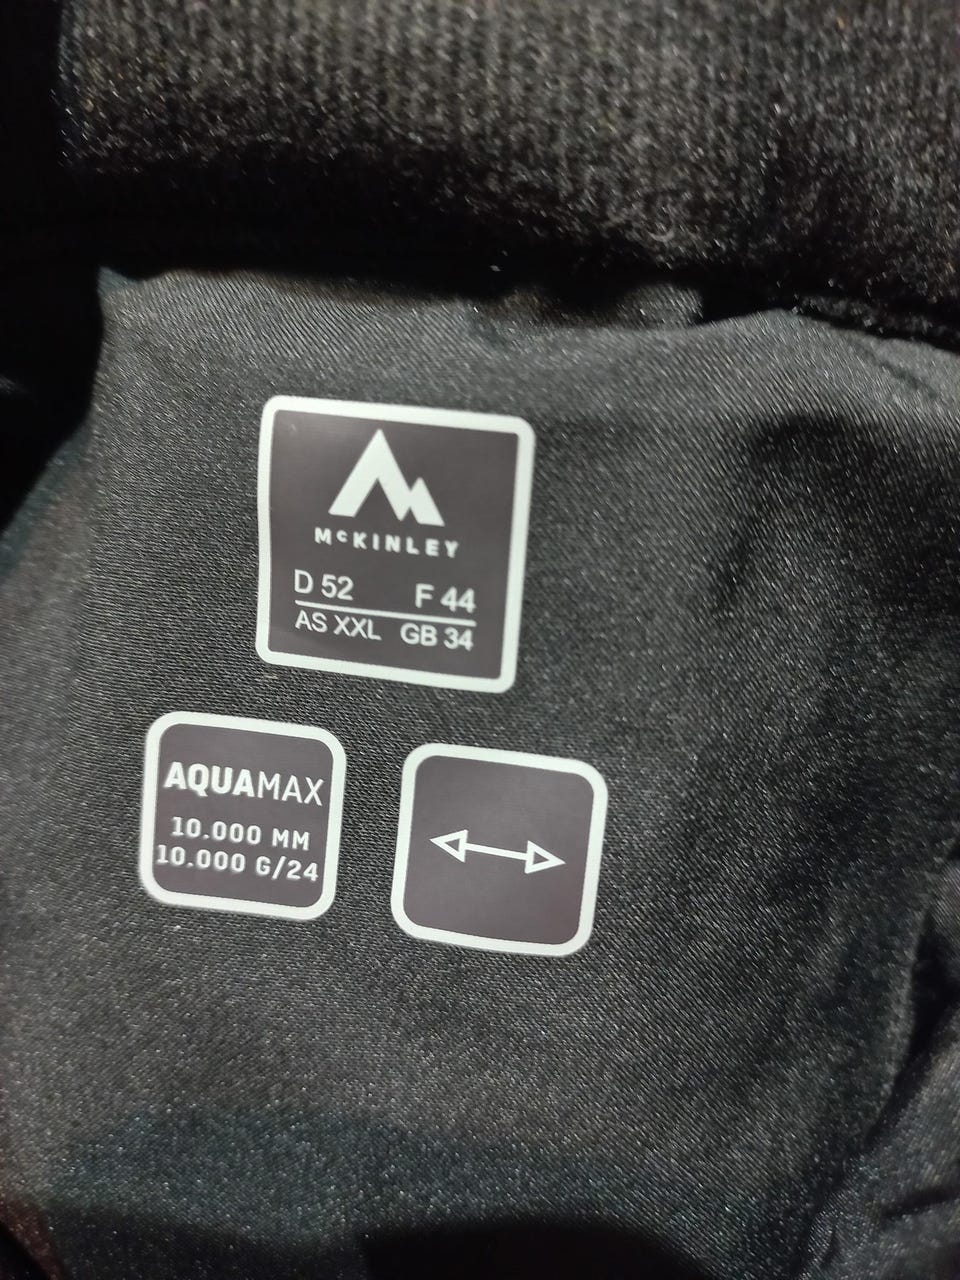 McKINLEY
D 52 F 44
AS XXL GB 34
AQUAMAX
10.000 MM
10.000 G/24